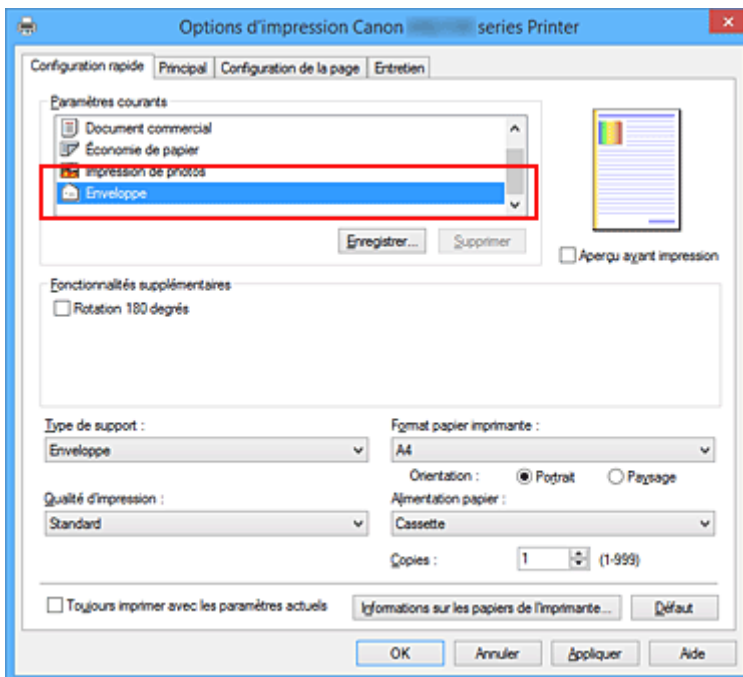 Options d'impression Canon series Printer
Configuration rapide Principal Configuration de la page Entretien
Paramètres courants
Document commercial
Économie de papier
Impression de photos
Enveloppe
Enregistrer... Supprimer
Aperçu avant impression
Fonctionnalités supplémentaires
Rotation 180 degrés
Type de support : Format papier imprimante :
Enveloppe A4
Orientation : Portrait Paysage
Qualité d'impression : Alimentation papier :
Standard Cassette
Copies : 1 (1-999)
Toujours imprimer avec les paramètres actuels Informations sur les papiers de l'imprimante... Défaut
OK Annuler Appliquer Aide